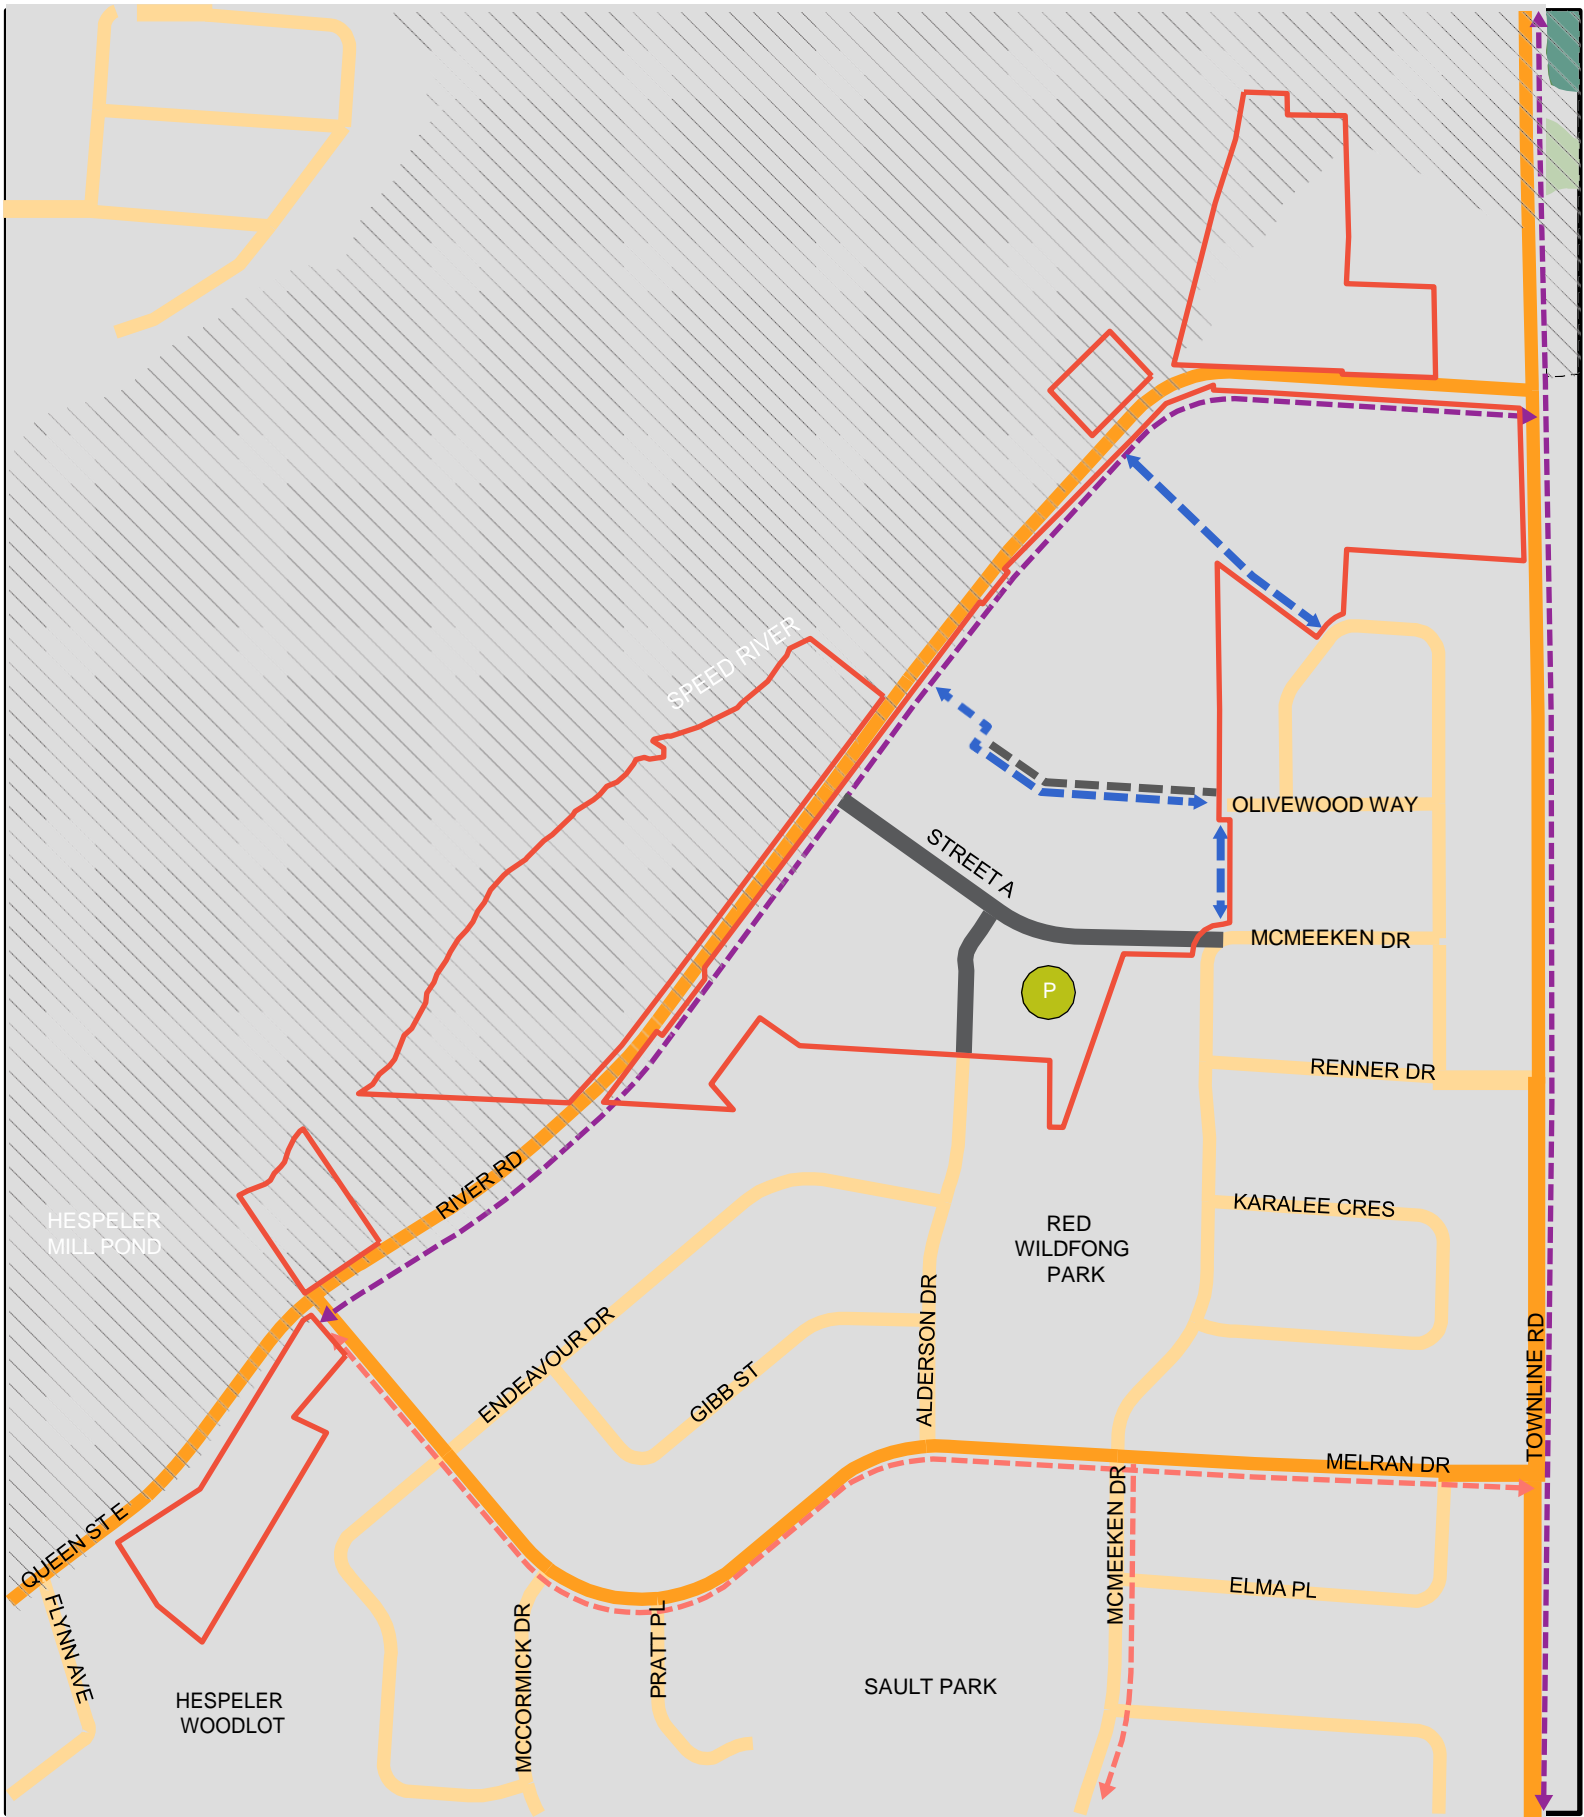 SPEED RIVER
OLIVEWOOD WAY
STREET A
MCMEEKEN DR
P
RENNER DR
RIVER RD
KARALEE CRES
HESPELER
MILL POND
RED
WILDFONG
PARK
ENDEAVOUR DR
GIBB ST
ALDERSON DR
TOWNLINE RD
MELRAN DR
QUEEN ST E
MCMEEKEN DR
ELMA PL
FLYNN AVE
MCCORMICK DR
PRATT PL
SAULT PARK
HESPELER
WOODLOT